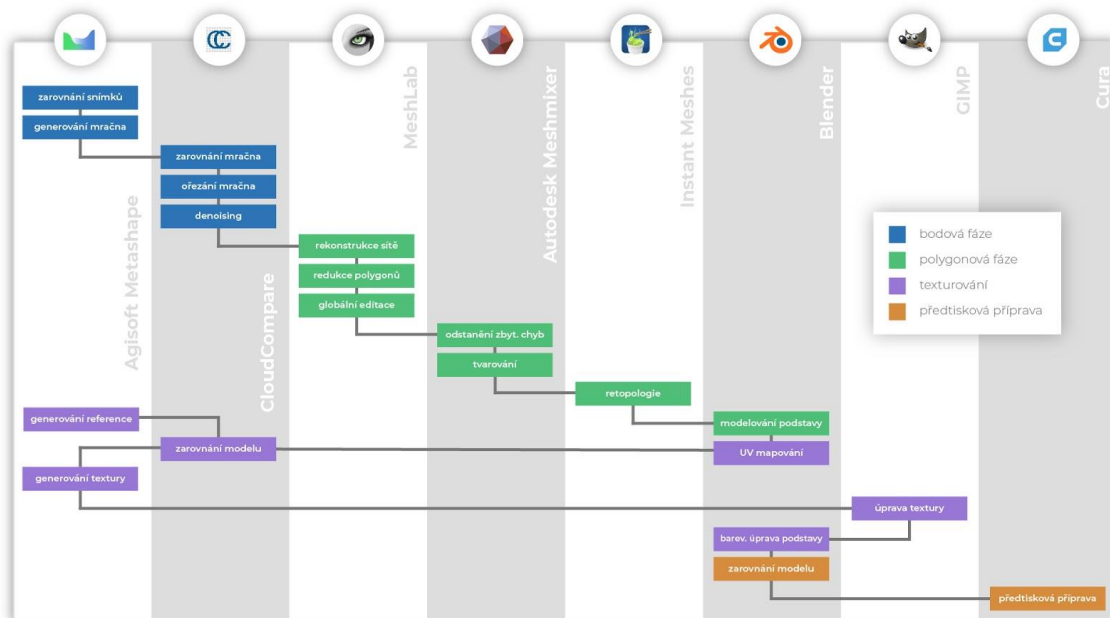 zarovnání snímků
generování mračna
zarovnání mračna
ořezání mračna
denoising
rekonstrukce sítě
redukce polygonů
globální editace
odstanění zbyt. chyb
tvarování
retopologie
generování reference
modelování podstavy
zarovnání modelu
UV mapování
generování textury
úprava textury
barev. úprava podstavy
zarovnání modelu
předtisková příprava
Agisoft Metashape
CloudCompare
MeshLab
Autodesk Meshmixer
Instant Meshes
Blender
GIMP
Cura
bodová fáze
polygonová fáze
texturování
předtisková příprava